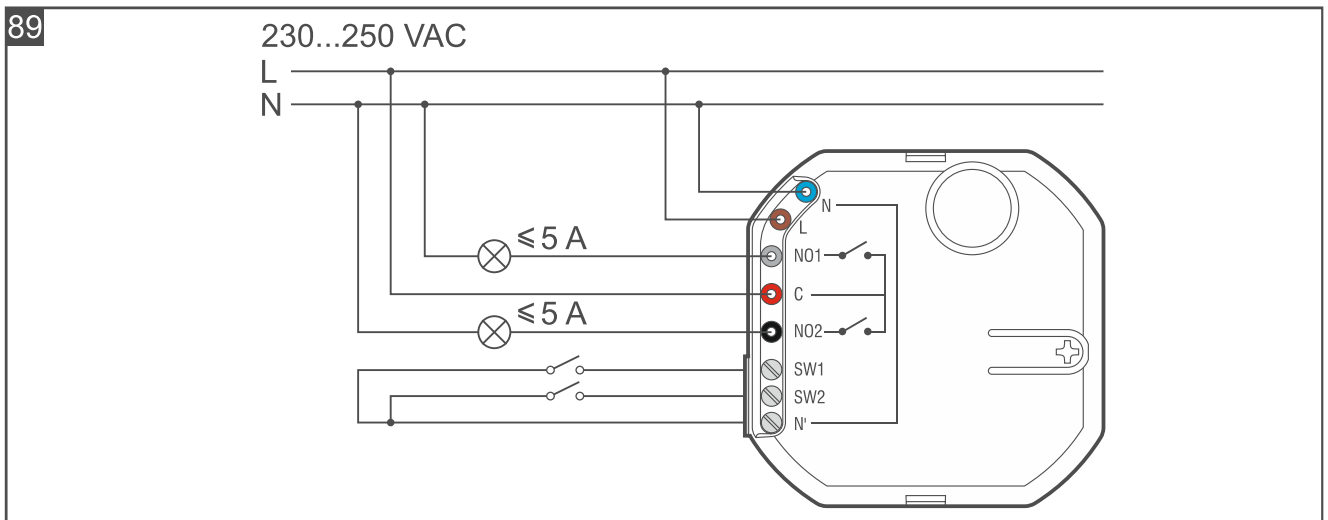 89
230...250 VAC
L
N
N
L
⩽5 A
NO1
C
⩽5 A
NO2
SW1
SW2
N'